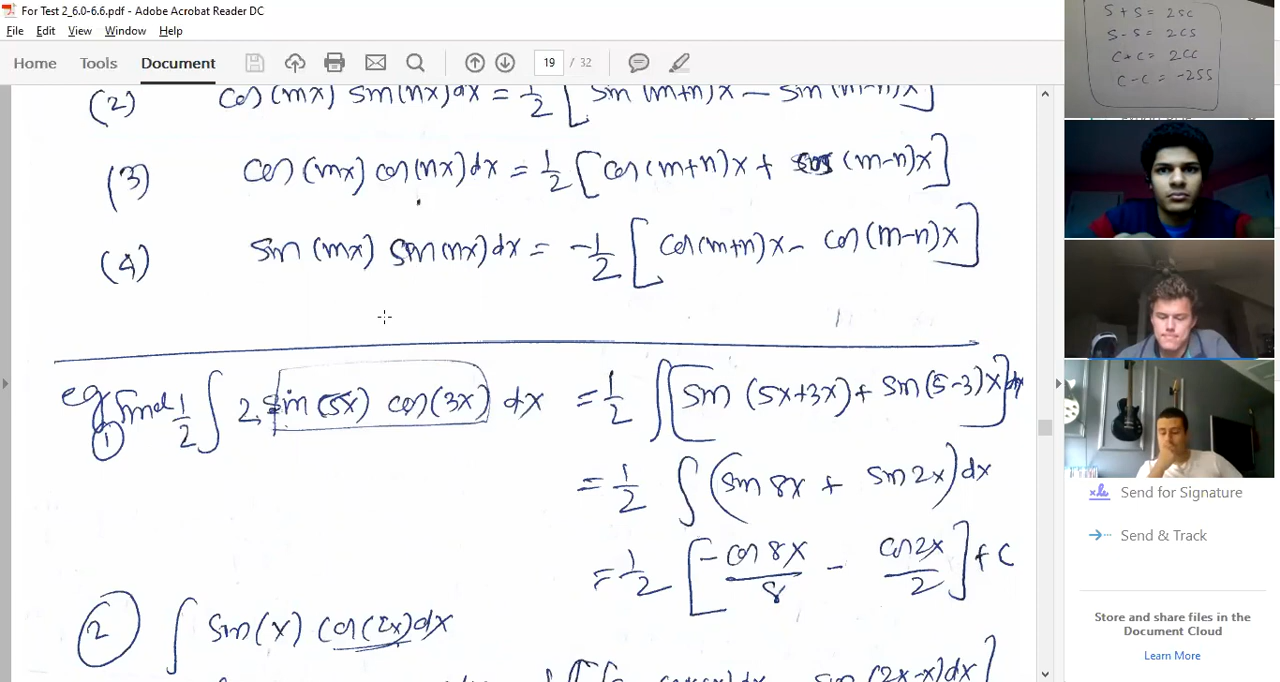 For Test 2_6.0-6.6.pdf - Adobe Acrobat Reader DC
File Edit View Window Help
Home Tools Document 19 / 32
(2) cos (mx) sin(nx)dx = 1/2 [sin (m+n)x - sin (m-n)x]
(3) cos (mx) cos(nx)dx = 1/2 [cos(m+n)x + cos (m-n)x]
(4) sin (mx) sin(nx)dx = -1/2 [cos(m+n)x - cos(m-n)x]
eg ① Find 1/2 ∫ 2 sin (5x) cos(3x) dx = 1/2 ∫ [sin (5x+3x) + sin(5-3)x] dx
= 1/2 ∫ (sin 8x + sin 2x) dx
= 1/2 [-cos 8x/8 - cos2x/2] + C
② ∫ sin(x) cos(2x)dx
sin (2x-x)dx]
S + S = 2SC
S - S = 2CS
C + C = 2CC
C - C = -2SS
Send for Signature
Send & Track
Store and share files in the
Document Cloud
Learn More